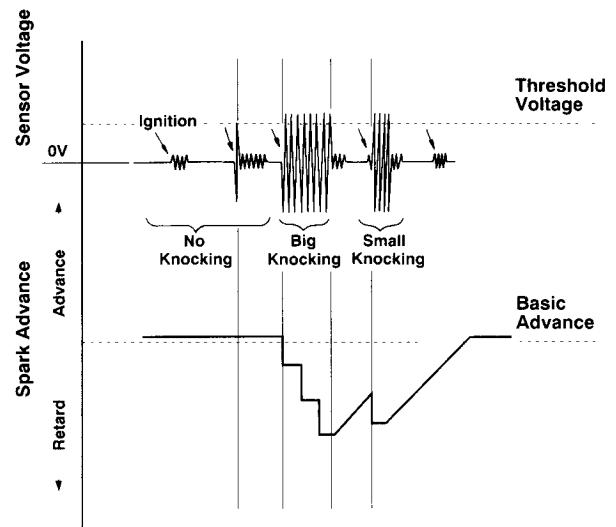 Sensor Voltage
Threshold
Voltage
Ignition
0V
No
Knocking
Big
Knocking
Small
Knocking
Spark Advance
Advance
Retard
Basic
Advance